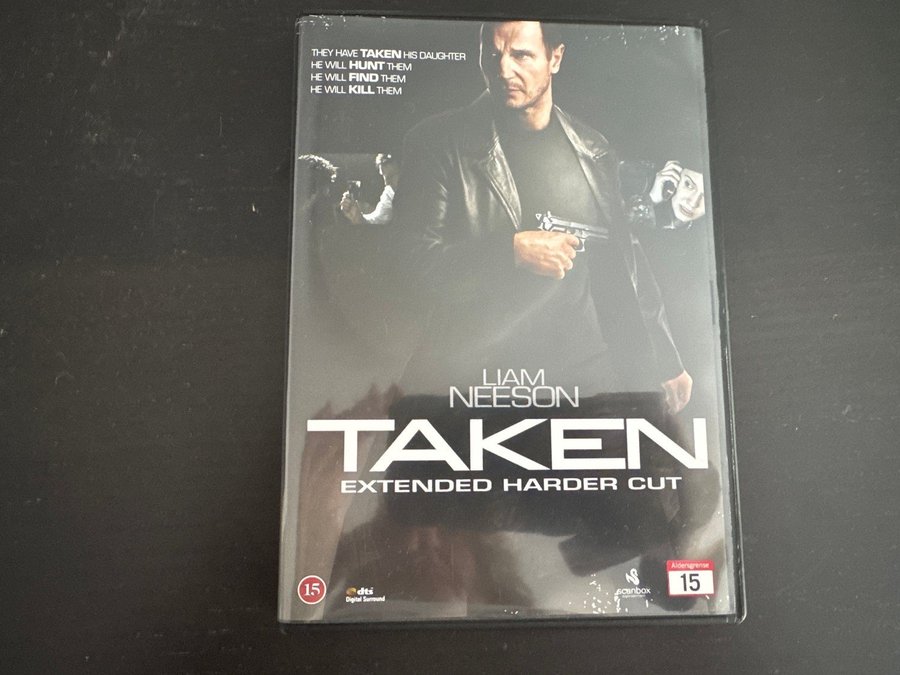 THEY HAVE TAKEN HIS DAUGHTER
HE WILL HUNT THEM
HE WILL FIND THEM
HE WILL KILL THEM
LIAM
NEESON
TAKEN
EXTENDED HARDER CUT
15
dts
Digital Surround
scanbox
Aldersgrense
15